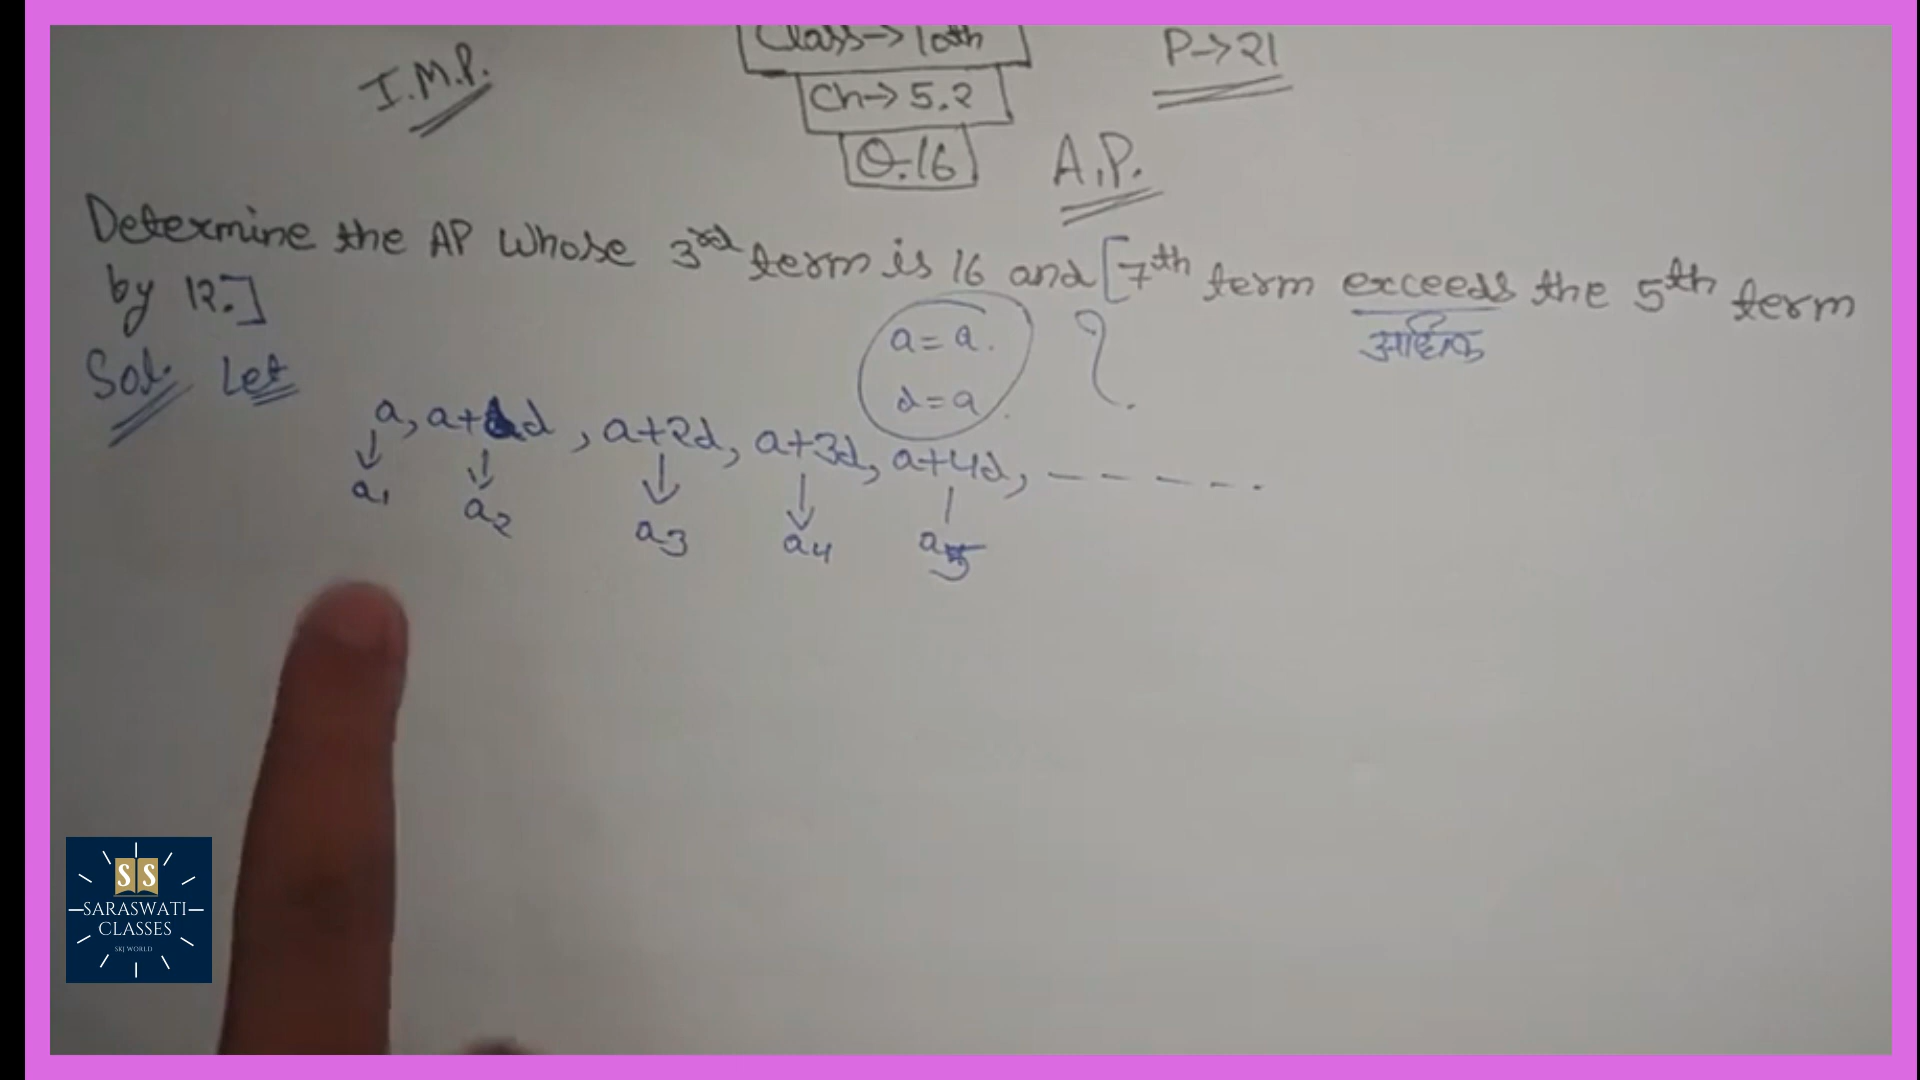 I.M.P.
Class→10th
P→21
Ch→5.2
Q.16
A.P.
Determine the AP whose 3rd term is 16 and [7th term exceeds the 5th term
by 12.]
अधिक
a = a.
d = a.
?
Sol. Let
a, a+d, a+2d, a+3d, a+4d, ------
a1 a2 a3 a4 a5
SS
SARASWATI
CLASSES
SKJ WORLD